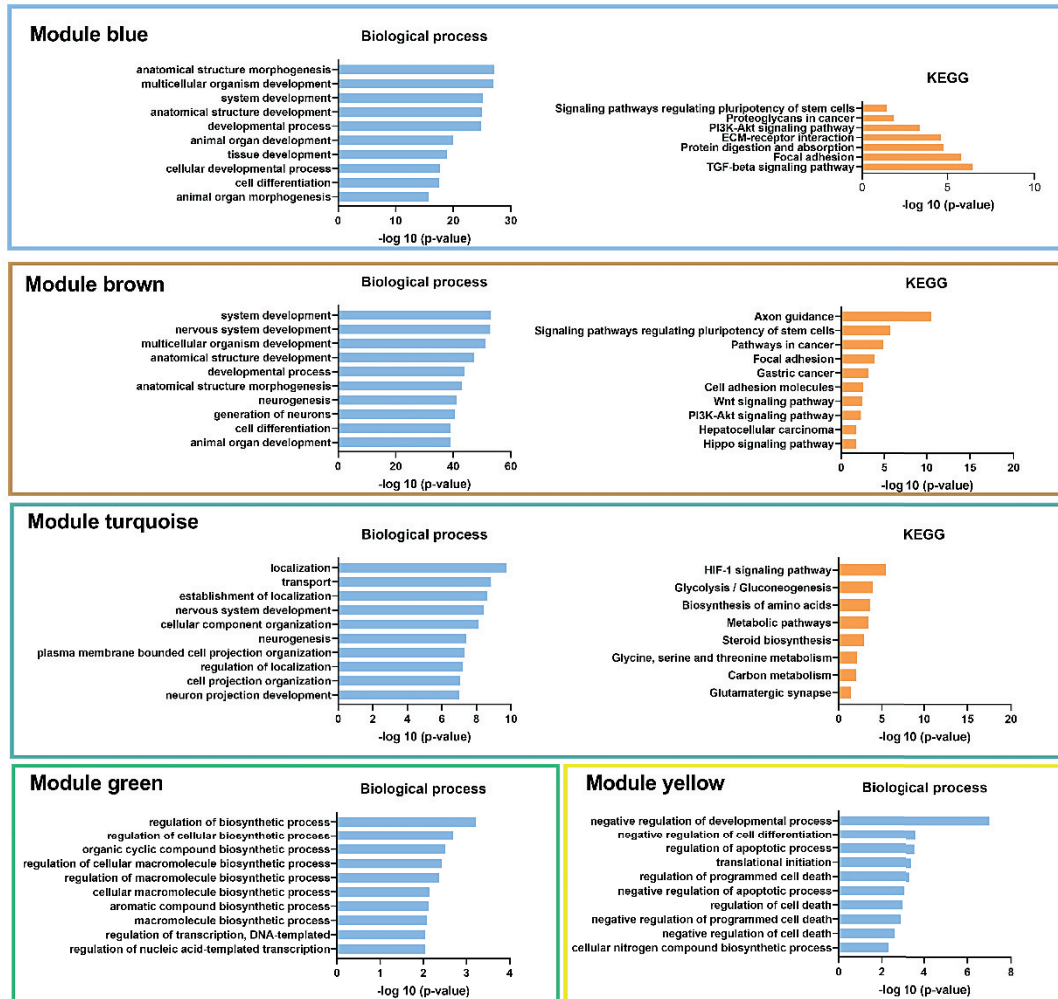 Module blue
Biological process
anatomical structure morphogenesis
multicellular organism development
system development
anatomical structure development
developmental process
animal organ development
tissue development
cellular developmental process
cell differentiation
animal organ morphogenesis
0 10 20 30
-log 10 (p-value)
KEGG
Signaling pathways regulating pluripotency of stem cells
Proteoglycans in cancer
PI3K-Akt signaling pathway
ECM-receptor interaction
Protein digestion and absorption
Focal adhesion
TGF-beta signaling pathway
0 5 10
-log 10 (p-value)
Module brown
Biological process
system development
nervous system development
multicellular organism development
anatomical structure development
developmental process
anatomical structure morphogenesis
neurogenesis
generation of neurons
cell differentiation
animal organ development
0 20 40 60
-log 10 (p-value)
KEGG
Axon guidance
Signaling pathways regulating pluripotency of stem cells
Pathways in cancer
Focal adhesion
Gastric cancer
Cell adhesion molecules
Wnt signaling pathway
PI3K-Akt signaling pathway
Hepatocellular carcinoma
Hippo signaling pathway
0 5 10 15 20
-log 10 (p-value)
Module turquoise
Biological process
localization
transport
establishment of localization
nervous system development
cellular component organization
neurogenesis
plasma membrane bounded cell projection organization
regulation of localization
cell projection organization
neuron projection development
0 2 4 6 8 10
-log 10 (p-value)
KEGG
HIF-1 signaling pathway
Glycolysis / Gluconeogenesis
Biosynthesis of amino acids
Metabolic pathways
Steroid biosynthesis
Glycine, serine and threonine metabolism
Carbon metabolism
Glutamatergic synapse
0 5 10 15 20
-log 10 (p-value)
Module green
Biological process
regulation of biosynthetic process
regulation of cellular biosynthetic process
organic cyclic compound biosynthetic process
regulation of cellular macromolecule biosynthetic process
regulation of macromolecule biosynthetic process
cellular macromolecule biosynthetic process
aromatic compound biosynthetic process
macromolecule biosynthetic process
regulation of transcription, DNA-templated
regulation of nucleic acid-templated transcription
0 1 2 3 4
-log 10 (p-value)
Module yellow
Biological process
negative regulation of developmental process
negative regulation of cell differentiation
regulation of apoptotic process
translational initiation
regulation of programmed cell death
negative regulation of apoptotic process
regulation of cell death
negative regulation of programmed cell death
negative regulation of cell death
cellular nitrogen compound biosynthetic process
0 2 4 6 8
-log 10 (p-value)